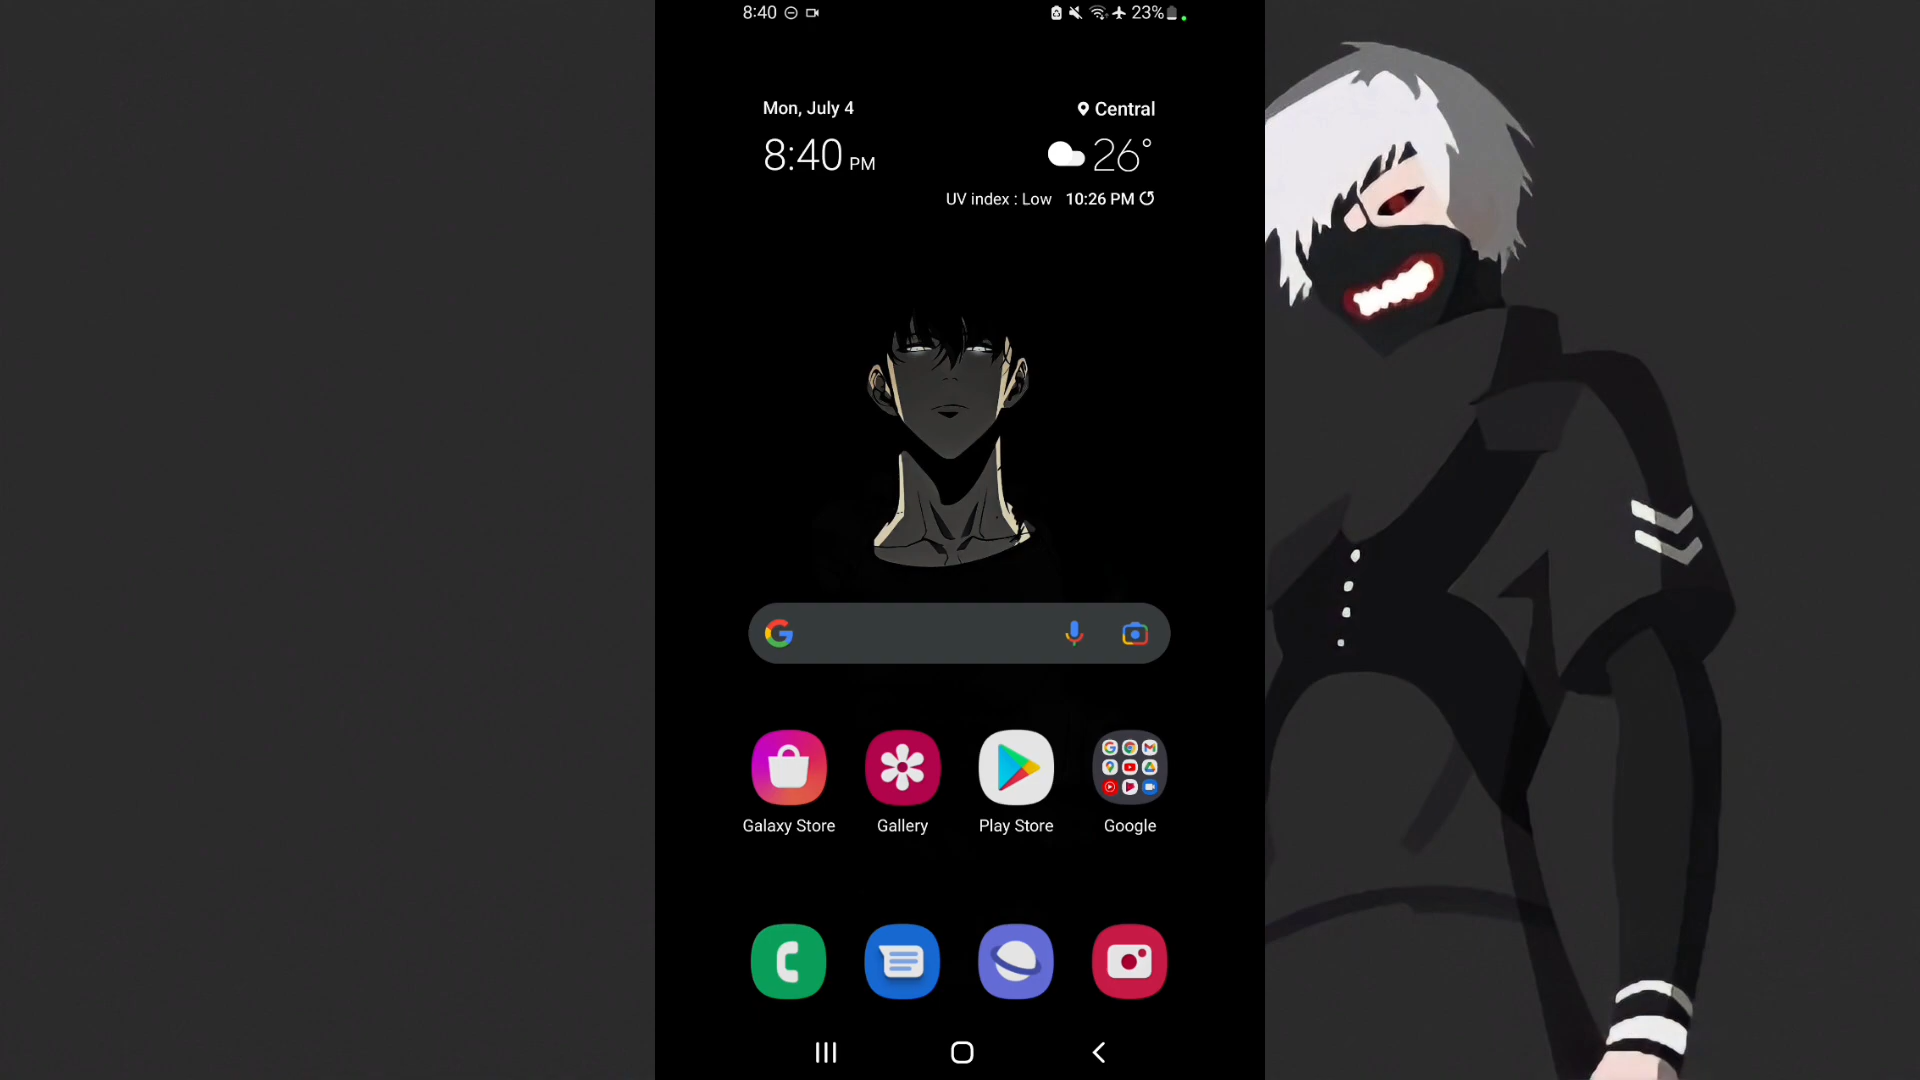 8:40 23%
Mon, July 4 Central
8:40 PM 26°
UV index : Low 10:26 PM
Galaxy Store Gallery Play Store Google